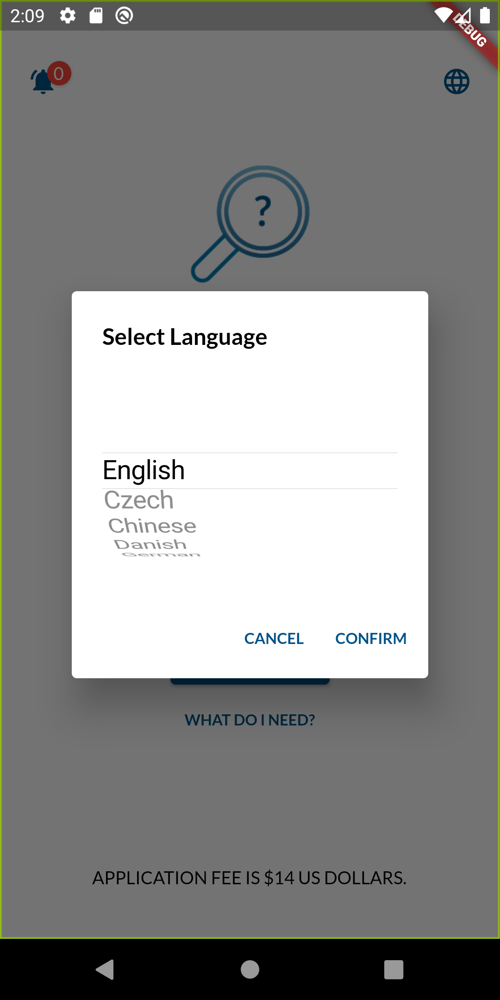 2:09
DEBUG
0
?
Select Language
English
Czech
Chinese
Danish
German
CANCEL CONFIRM
WHAT DO I NEED?
APPLICATION FEE IS $14 US DOLLARS.